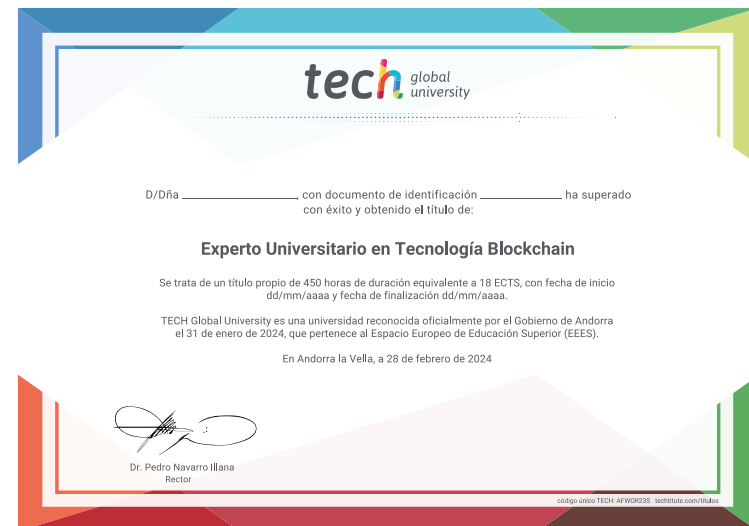 tech global university
D/Dña ______________________, con documento de identificación ______________ ha superado
con éxito y obtenido el título de:
Experto Universitario en Tecnología Blockchain
Se trata de un título propio de 450 horas de duración equivalente a 18 ECTS, con fecha de inicio
dd/mm/aaaa y fecha de finalización dd/mm/aaaa.
TECH Global University es una universidad reconocida oficialmente por el Gobierno de Andorra
el 31 de enero de 2024, que pertenece al Espacio Europeo de Educación Superior (EEES).
En Andorra la Vella, a 28 de febrero de 2024
Dr. Pedro Navarro Illana
Rector
código único TECH: AFWOR23S techtitute.com/titulos